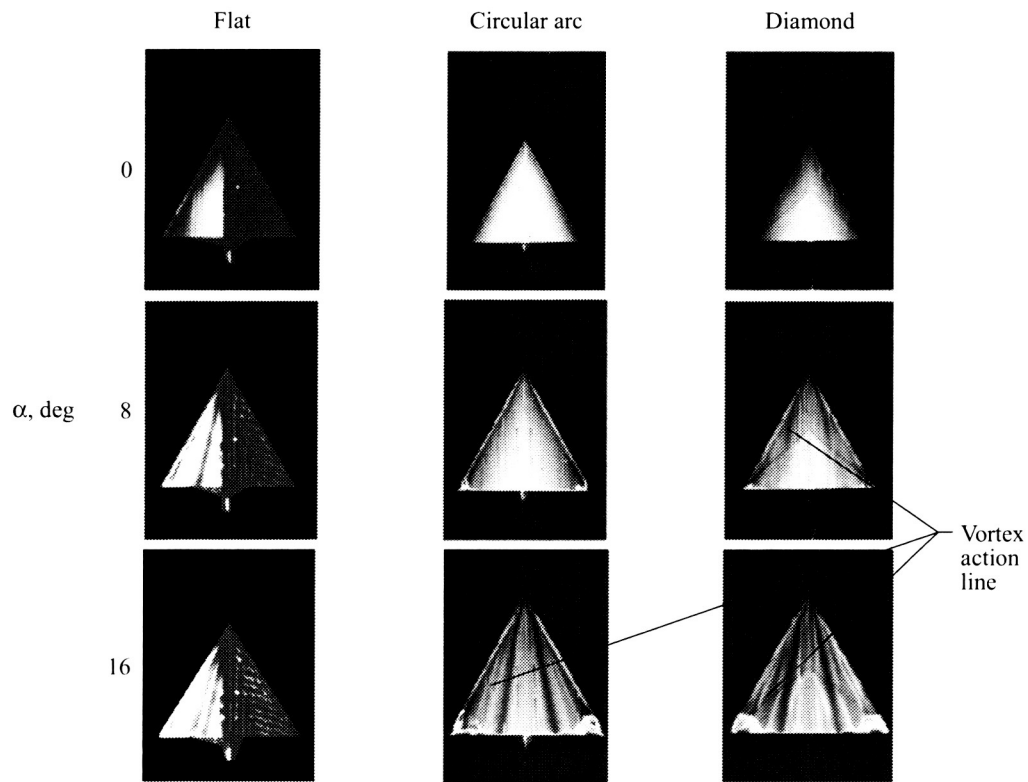 Flat
Circular arc
Diamond
0
α, deg
8
Vortex
action
line
16